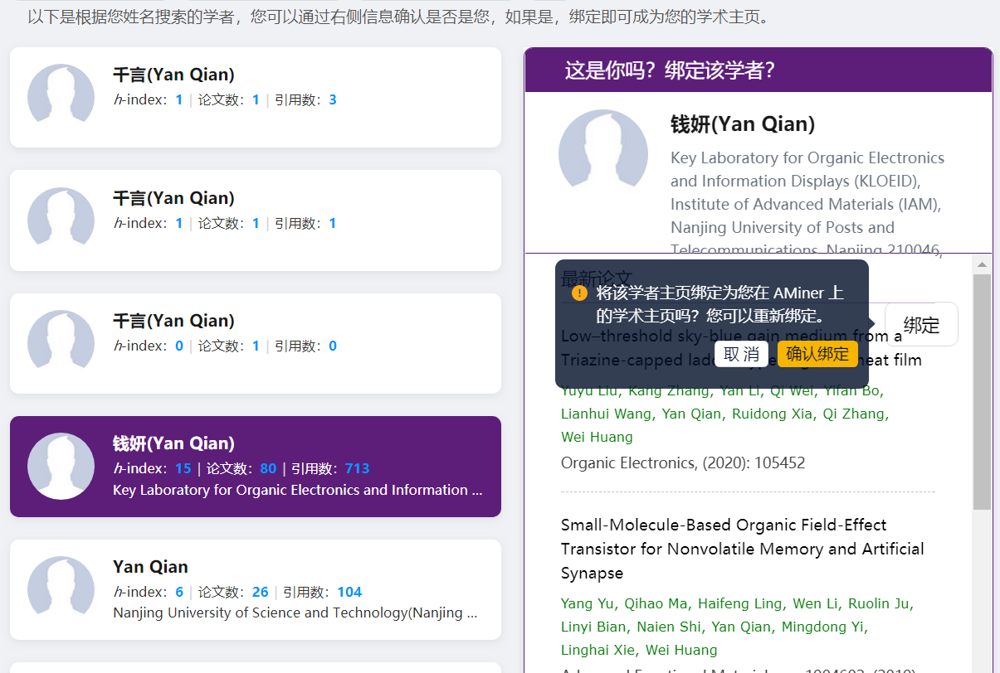 以下是根据您姓名搜索的学者，您可以通过右侧信息确认是否是您，如果是，绑定即可成为您的学术主页。
千言(Yan Qian)
h-index：1 | 论文数：1 | 引用数：3
千言(Yan Qian)
h-index：1 | 论文数：1 | 引用数：1
千言(Yan Qian)
h-index：0 | 论文数：1 | 引用数：0
钱妍(Yan Qian)
h-index：15 | 论文数：80 | 引用数：713
Key Laboratory for Organic Electronics and Information ...
Yan Qian
h-index：6 | 论文数：26 | 引用数：104
Nanjing University of Science and Technology(Nanjing ...
这是你吗？绑定该学者?
钱妍(Yan Qian)
Key Laboratory for Organic Electronics
and Information Displays (KLOEID),
Institute of Advanced Materials (IAM),
Nanjing University of Posts and
Telecommunications, Nanjing 210046,
最新论文
将该学者主页绑定为您在 AMiner 上
的学术主页吗？您可以重新绑定。
取 消
确认绑定
绑定
Low–threshold sky-blue gain medium from a
Triazine-capped neat film
Yuyu Liu, Kang Zhang, Yan Li, Qi Wei, Yifan Bo,
Lianhui Wang, Yan Qian, Ruidong Xia, Qi Zhang,
Wei Huang
Organic Electronics, (2020): 105452
Small-Molecule-Based Organic Field-Effect
Transistor for Nonvolatile Memory and Artificial
Synapse
Yang Yu, Qihao Ma, Haifeng Ling, Wen Li, Ruolin Ju,
Linyi Bian, Naien Shi, Yan Qian, Mingdong Yi,
Linghai Xie, Wei Huang